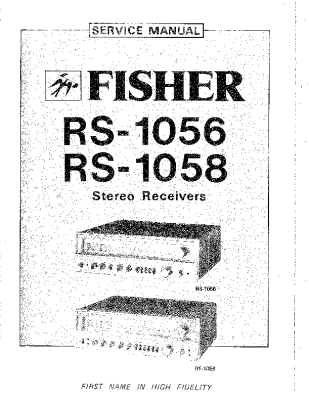 SERVICE MANUAL
FISHER
RS-1056
RS-1058
Stereo Receivers
RS-1056
RS-1058
FIRST NAME IN HIGH FIDELITY